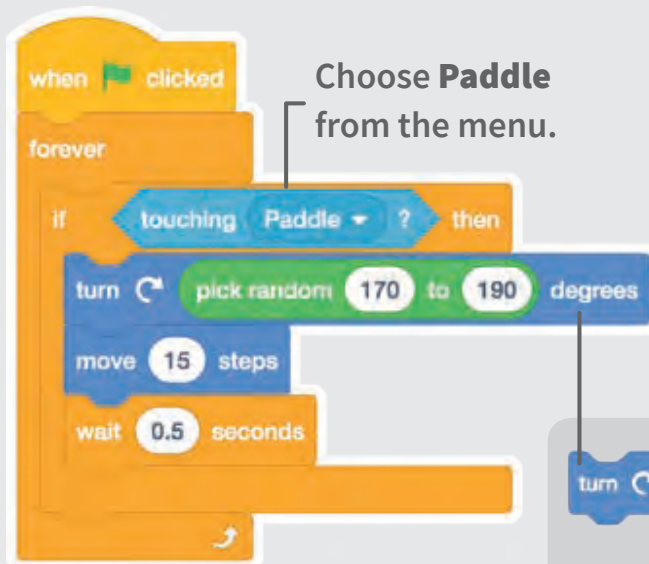 when clicked
Choose Paddle
from the menu.
forever
if touching Paddle ? then
turn pick random 170 to 190 degrees
move 15 steps
wait 0.5 seconds
turn